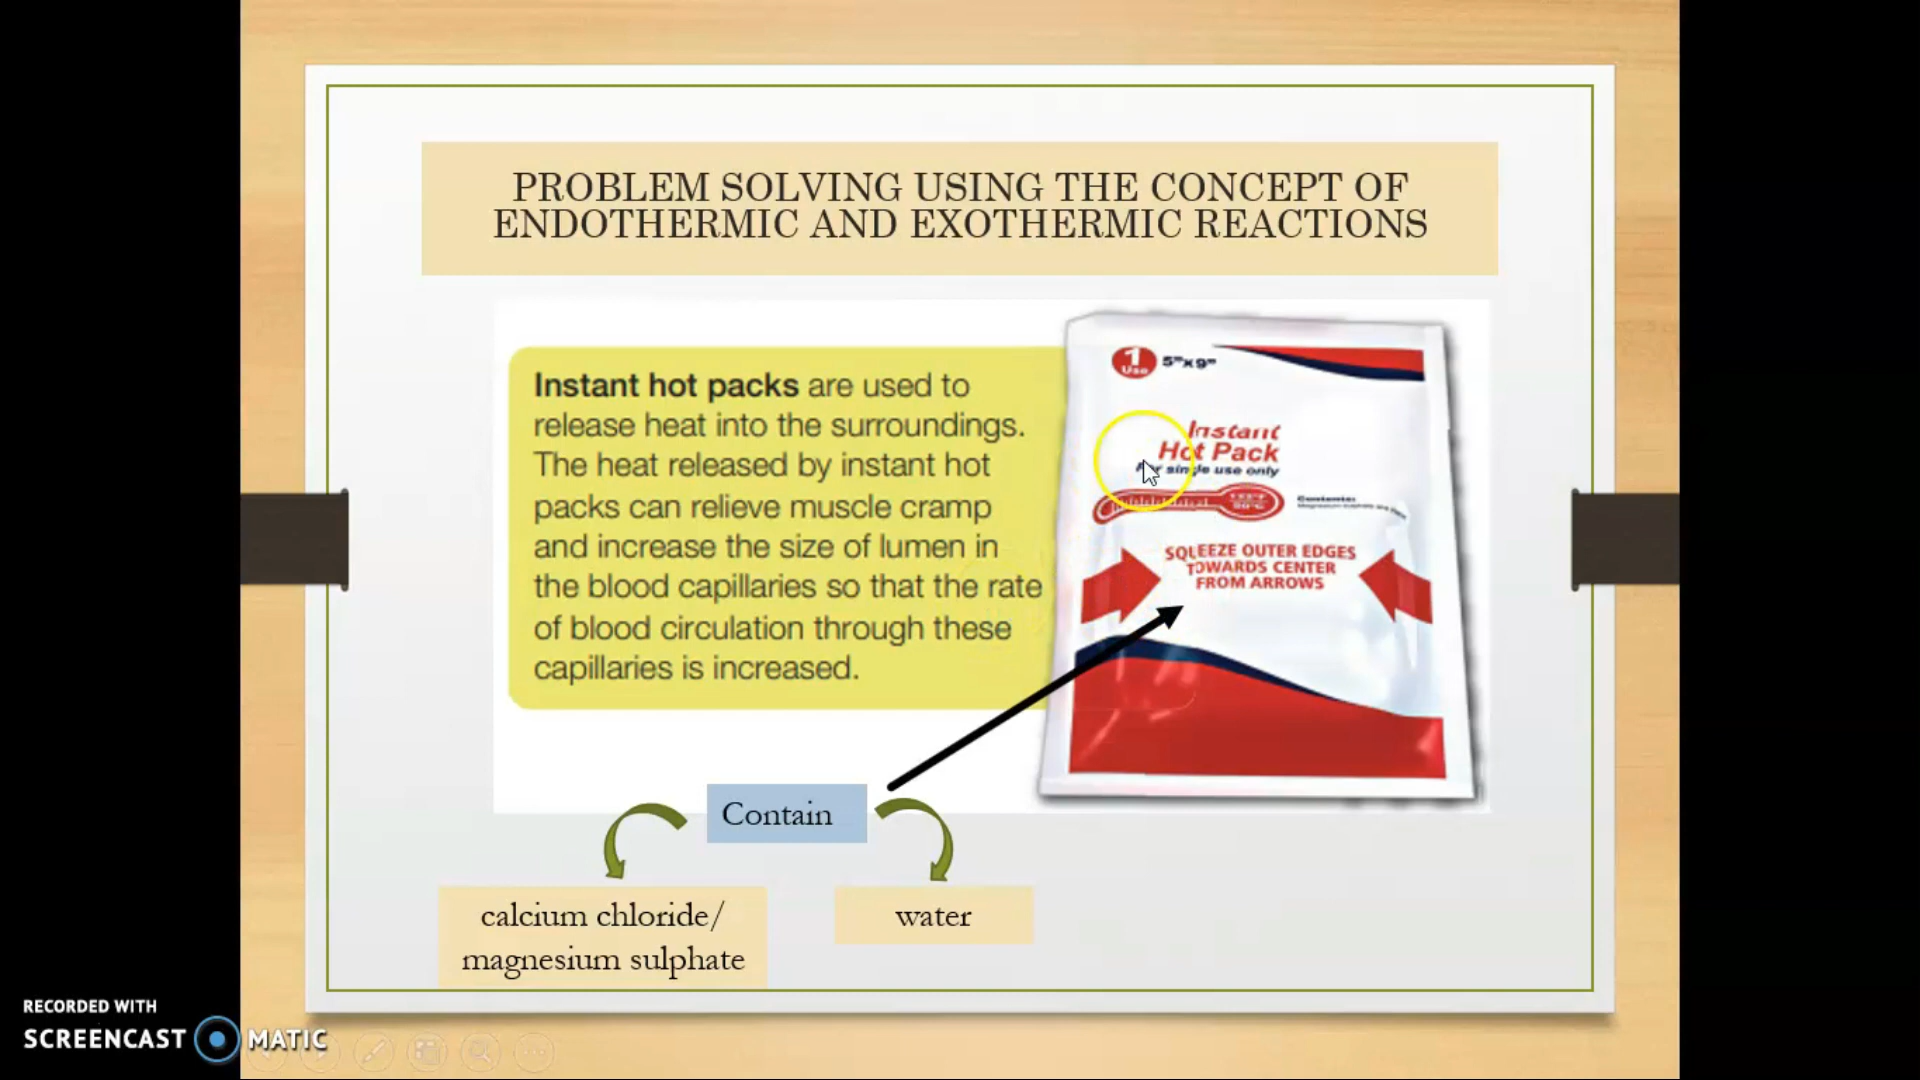 PROBLEM SOLVING USING THE CONCEPT OF
ENDOTHERMIC AND EXOTHERMIC REACTIONS
Instant hot packs are used to
release heat into the surroundings.
The heat released by instant hot
packs can relieve muscle cramp
and increase the size of lumen in
the blood capillaries so that the rate
of blood circulation through these
capillaries is increased.
1
Use
5"x9"
Instant
Hot Pack
For single use only
Contents:
SQUEEZE OUTER EDGES
TOWARDS CENTER
FROM ARROWS
Contain
calcium chloride/
magnesium sulphate
water
RECORDED WITH
SCREENCAST MATIC